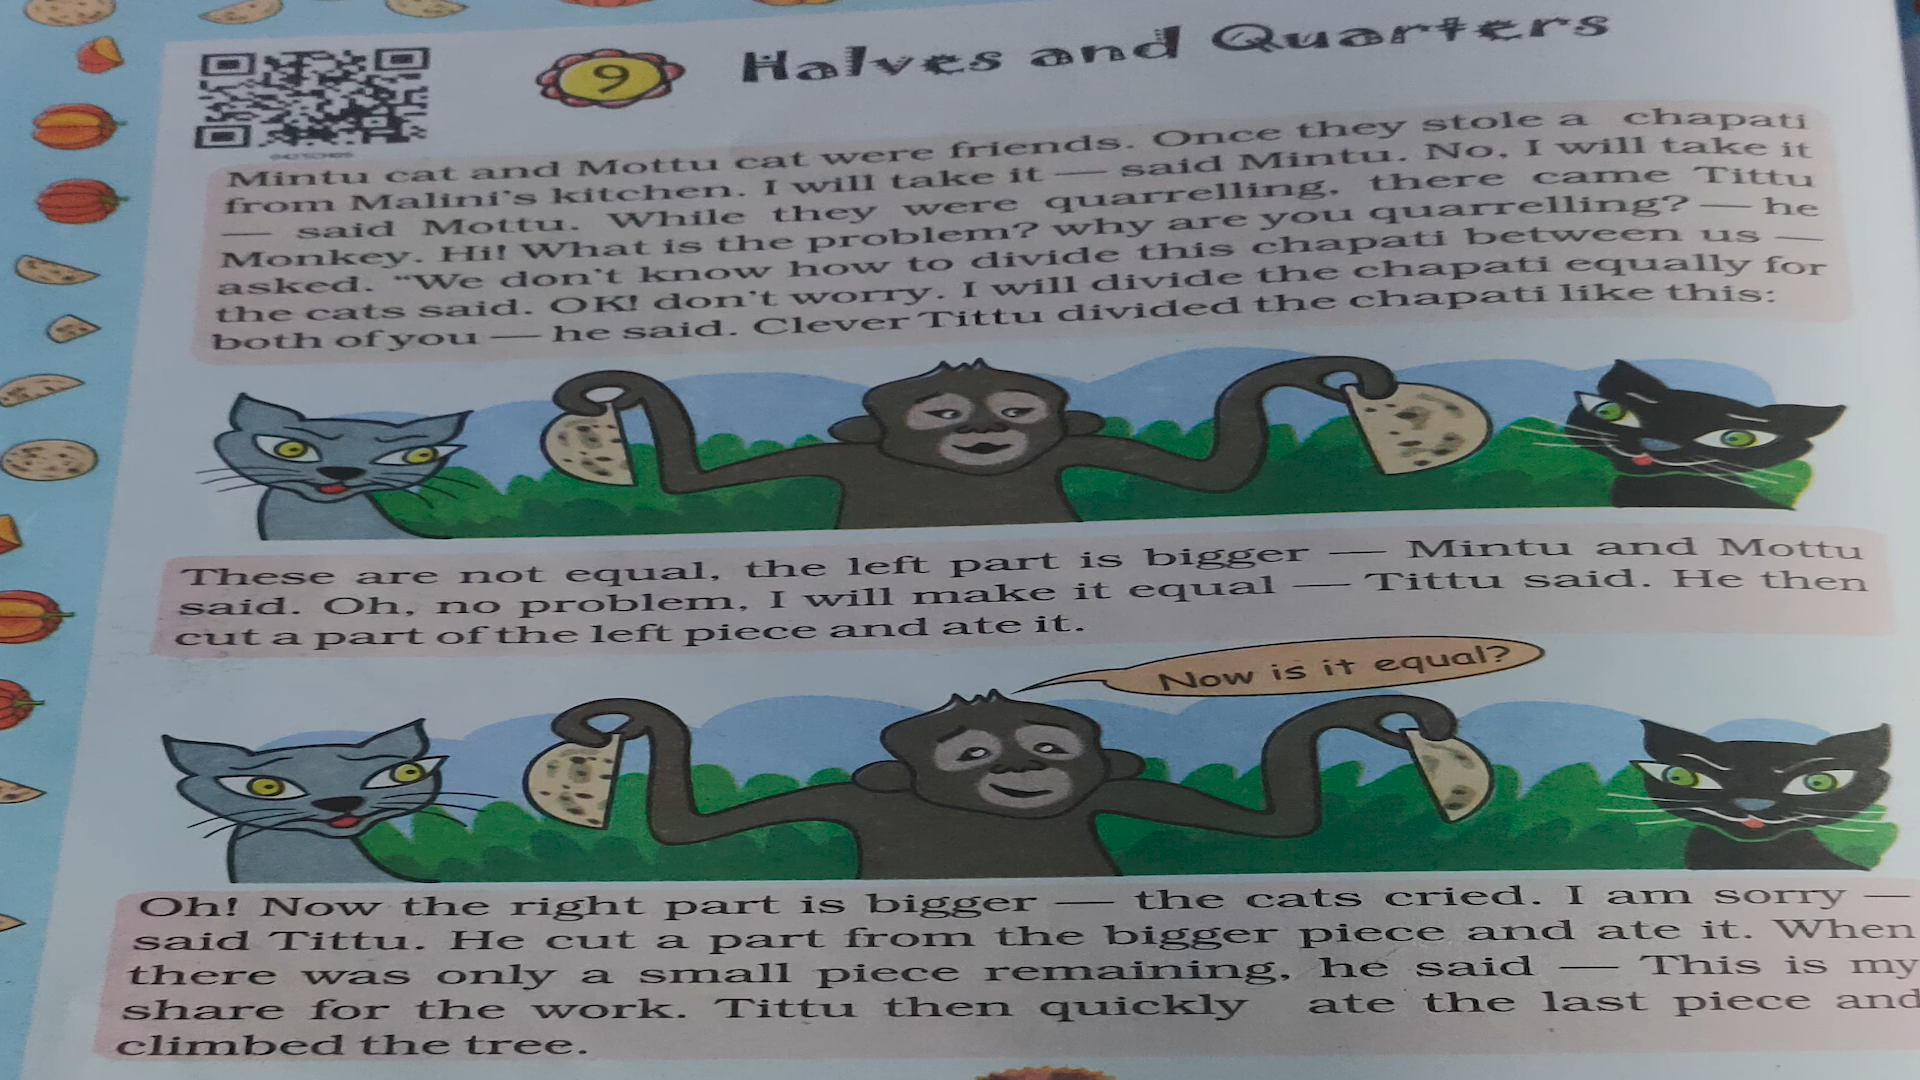 9
Halves and Quarters
Mintu cat and Mottu cat were friends. Once they stole a chapati
from Malini's kitchen. I will take it — said Mintu. No, I will take it
— said Mottu. While they were quarrelling, there came Tittu
Monkey. Hi! What is the problem? why are you quarrelling? — he
asked. "We don't know how to divide this chapati between us —
the cats said. OK! don't worry. I will divide the chapati equally for
both of you — he said. Clever Tittu divided the chapati like this:
These are not equal, the left part is bigger — Mintu and Mottu
said. Oh, no problem, I will make it equal — Tittu said. He then
cut a part of the left piece and ate it.
Now is it equal?
Oh! Now the right part is bigger — the cats cried. I am sorry —
said Tittu. He cut a part from the bigger piece and ate it. When
there was only a small piece remaining, he said — This is my
share for the work. Tittu then quickly ate the last piece and
climbed the tree.